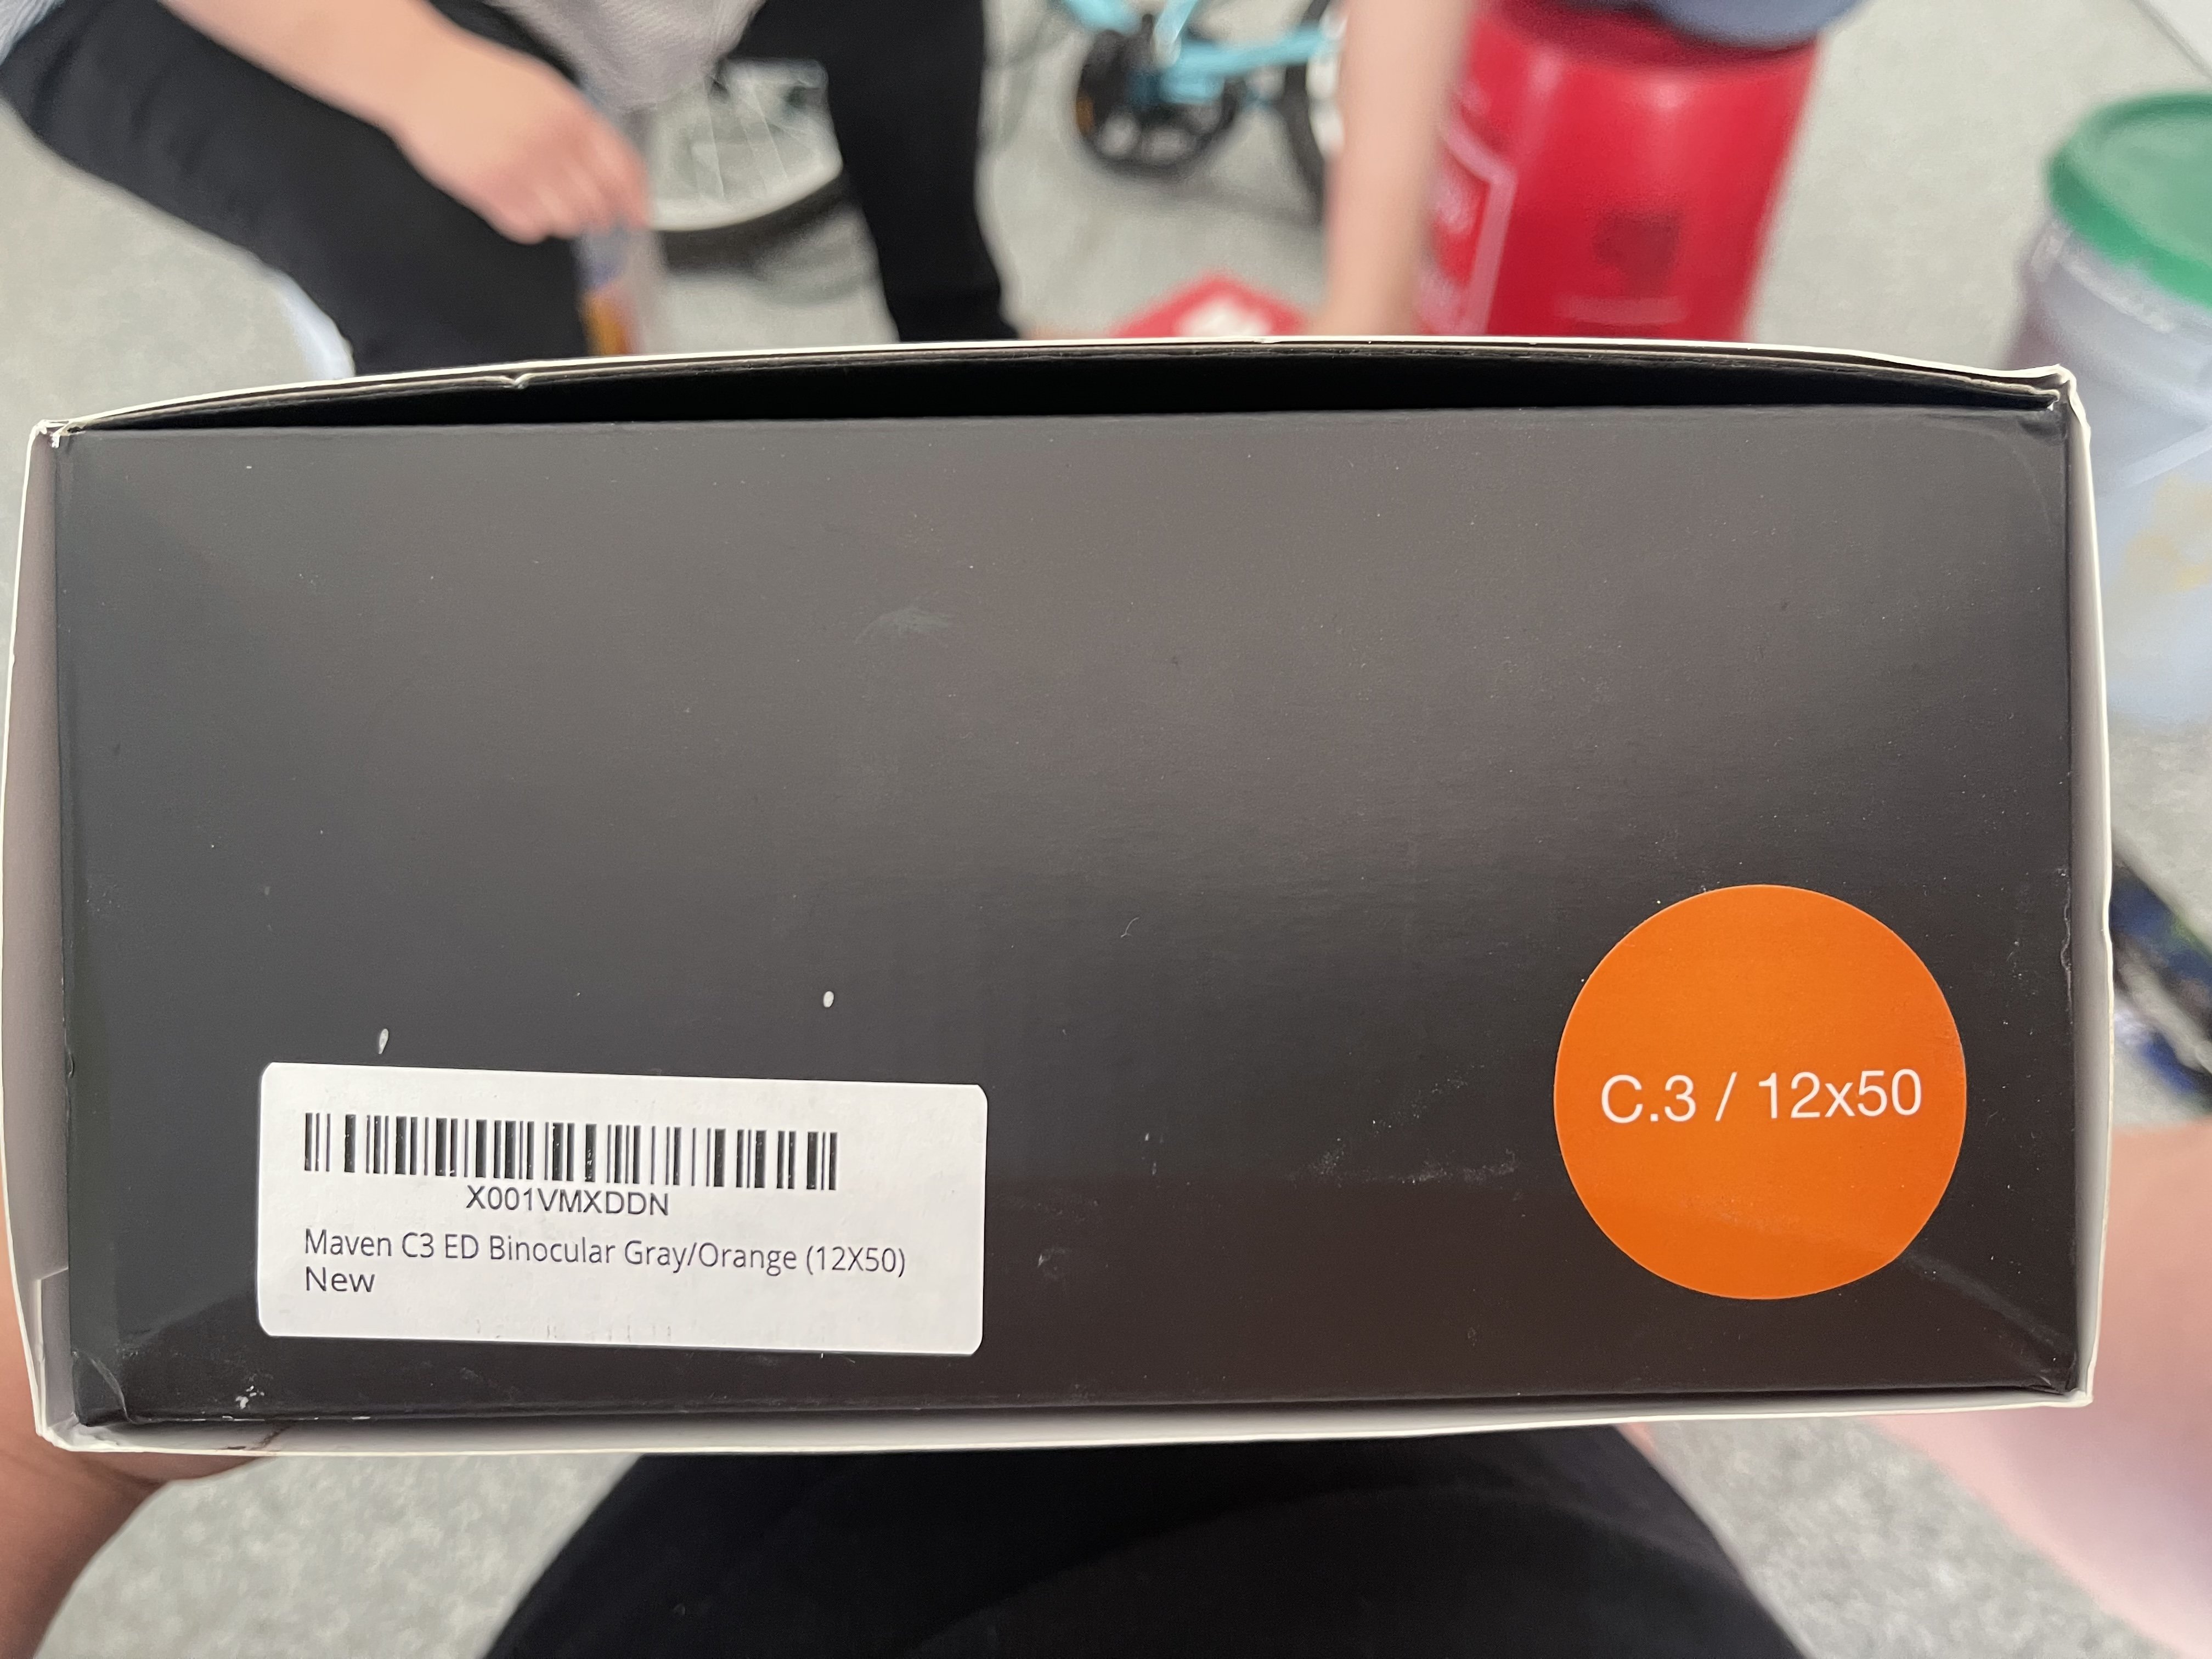 C.3 / 12x50
X001VMXDDN
Maven C3 ED Binocular Gray/Orange (12X50)
New